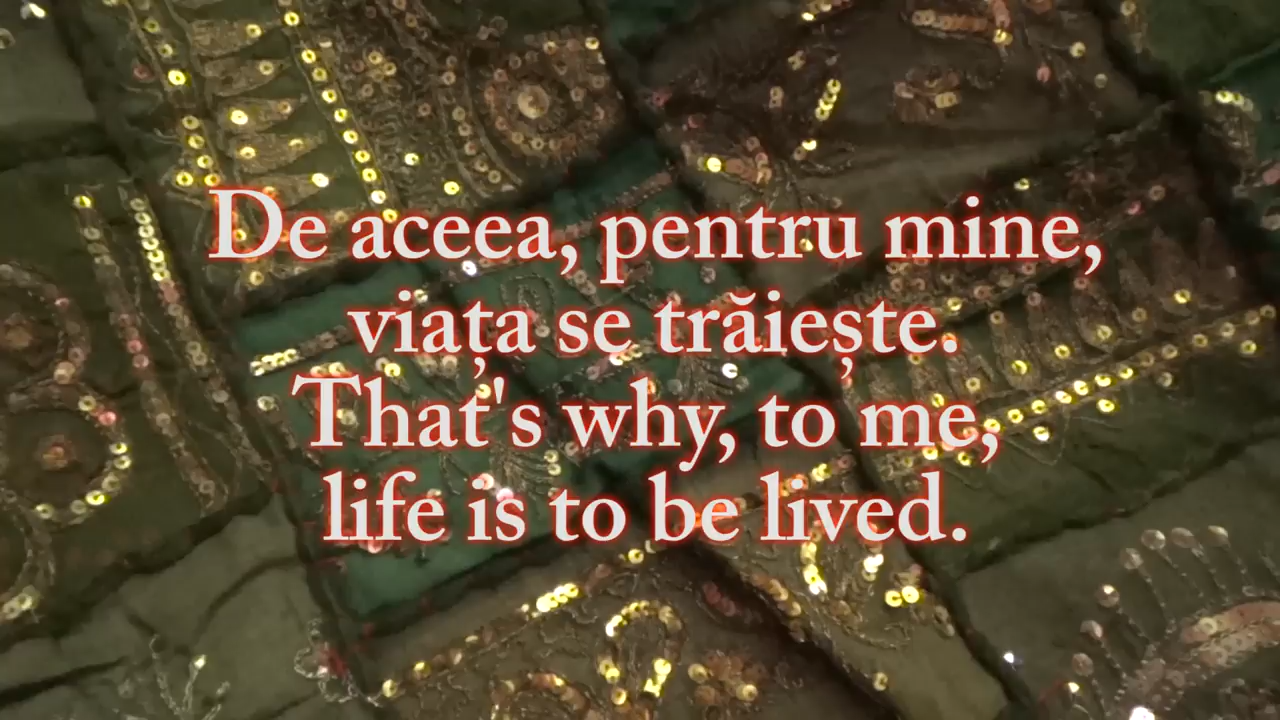 De aceea, pentru mine,
viața se trăiește.
That's why, to me,
life is to be lived.